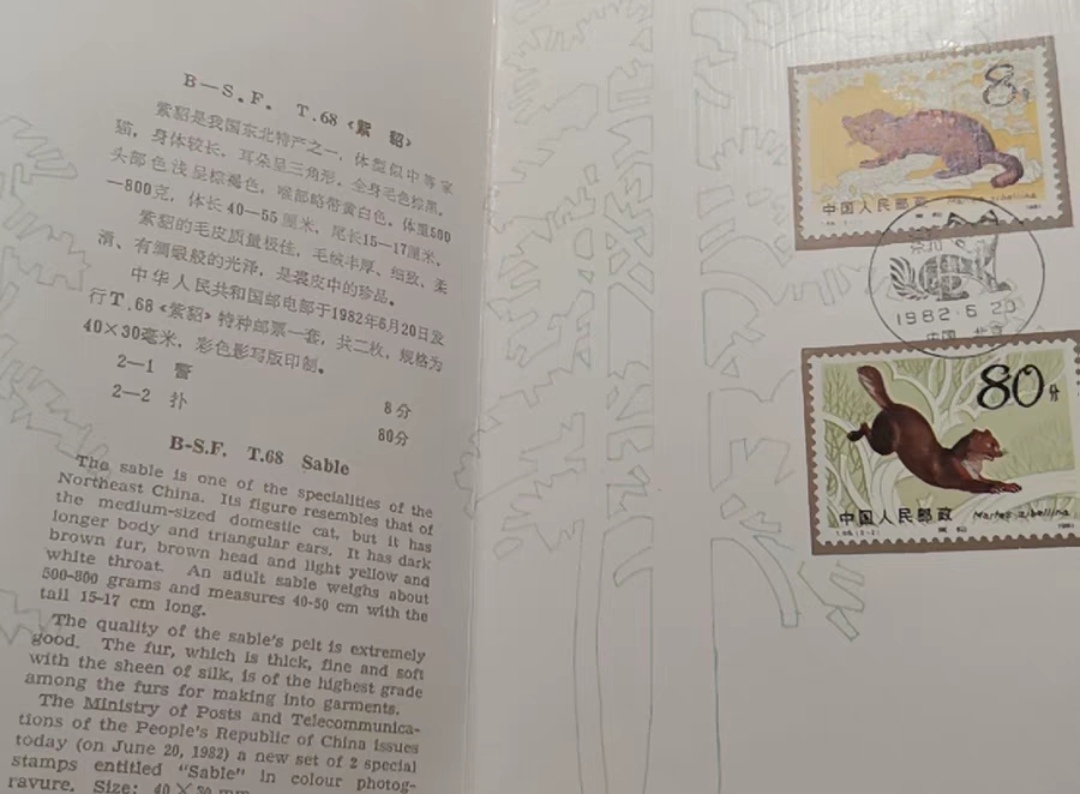 B—S.F. T.68《紫 貂》
紫貂是我国东北特产之一，体型似中等家
猫，身体较长，耳朵呈三角形。全身毛色棕黑，
头部色浅呈棕褐色，喉部略带黄白色。体重500
—800克，体长40—55厘米，尾长15—17厘米。
紫貂的毛皮质量极佳，毛绒丰厚、细致、柔
滑、有绸缎般的光泽，是裘皮中的珍品。
中华人民共和国邮电部于1982年6月20日发
行T.68《紫貂》特种邮票一套，共二枚，规格为
40×30毫米，彩色影写版印制。
2—1 警 8分
2—2 扑 80分
B-S.F. T.68 Sable
The sable is one of the specialities of the
Northeast China. Its figure resembles that of
the medium-sized domestic cat, but it has
longer body and triangular ears. It has dark
brown fur, brown head and light yellow and
white throat. An adult sable weighs about
500-800 grams and measures 40-50 cm with the
tail 15-17 cm long.
The quality of the sable's pelt is extremely
good. The fur, which is thick, fine and soft
with the sheen of silk, is of the highest grade
among the furs for making into garments.
The Ministry of Posts and Telecommunica-
tions of the People's Republic of China issues
today (on June 20, 1982) a new set of 2 special
stamps entitled "Sable" in colour photog-
ravure. Size: 40×30 mm
8
中国人民邮政
1982.6.20
中国 北京
80分
中国人民邮政 Martes zibellina
紫貂
T.68 (2-2)